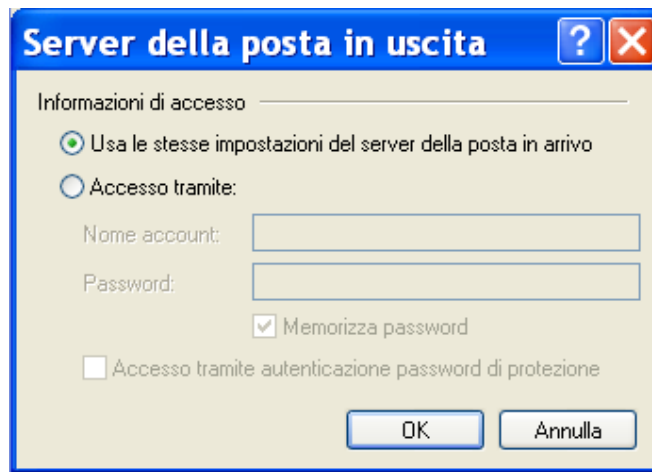 Server della posta in uscita
?
X
Informazioni di accesso
Usa le stesse impostazioni del server della posta in arrivo
Accesso tramite:
Nome account:
Password:
Memorizza password
Accesso tramite autenticazione password di protezione
OK Annulla